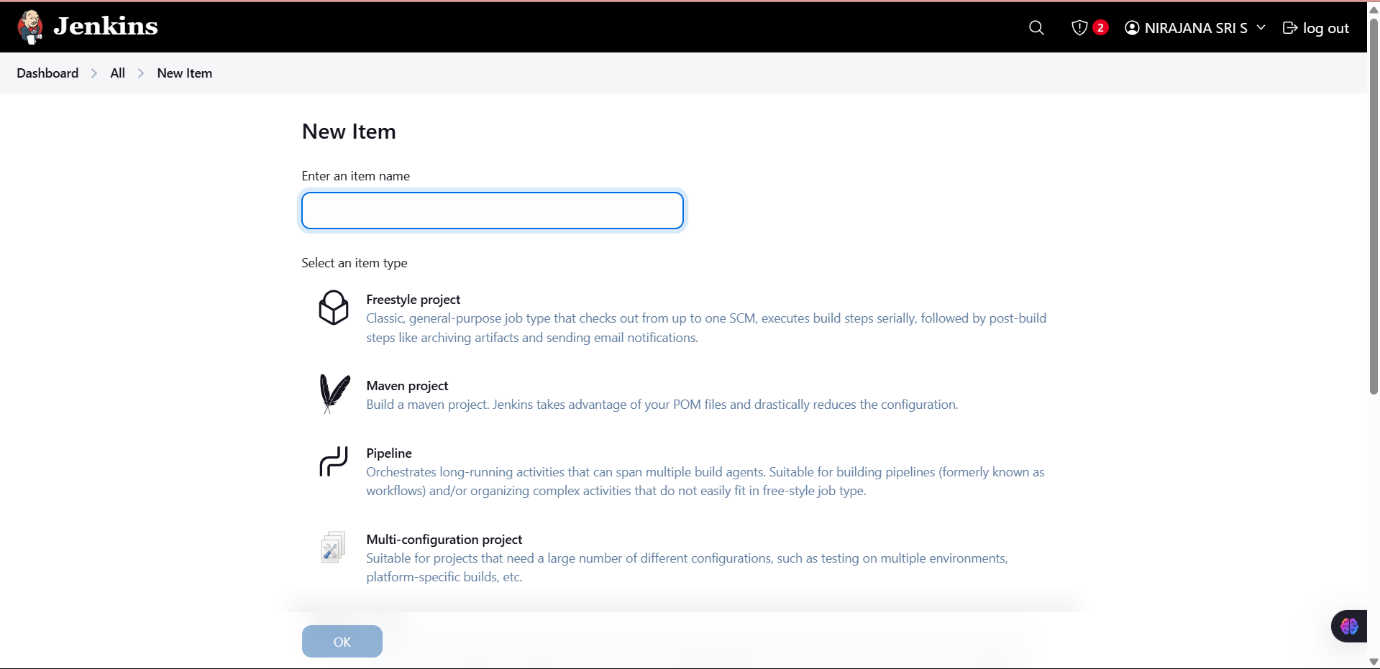 Jenkins
2
NIRAJANA SRI S
log out
Dashboard > All > New Item
New Item
Enter an item name
Select an item type
Freestyle project
Classic, general-purpose job type that checks out from up to one SCM, executes build steps serially, followed by post-build
steps like archiving artifacts and sending email notifications.
Maven project
Build a maven project. Jenkins takes advantage of your POM files and drastically reduces the configuration.
Pipeline
Orchestrates long-running activities that can span multiple build agents. Suitable for building pipelines (formerly known as
workflows) and/or organizing complex activities that do not easily fit in free-style job type.
Multi-configuration project
Suitable for projects that need a large number of different configurations, such as testing on multiple environments,
platform-specific builds, etc.
OK